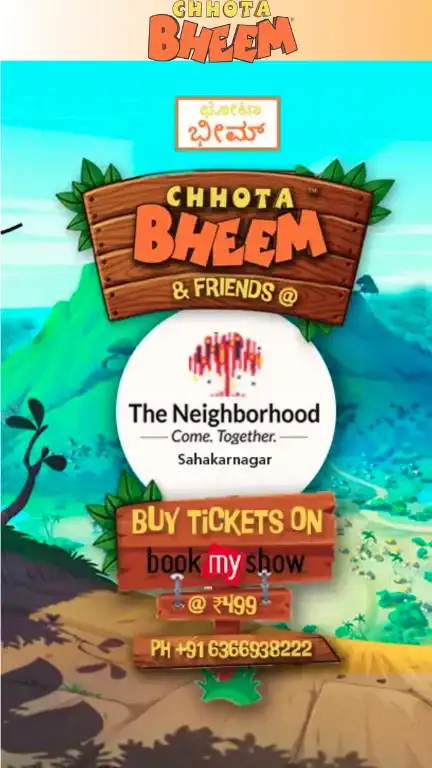 CHHOTA
BHEEM
ಛೋಟಾ
ಭೀಮ್
CHHOTA
BHEEM™
& FRIENDS @
The Neighborhood
Come. Together.
Sahakarnagar
BUY TICKETS ON
book my show
@ ₹499
PH +91 6366938222